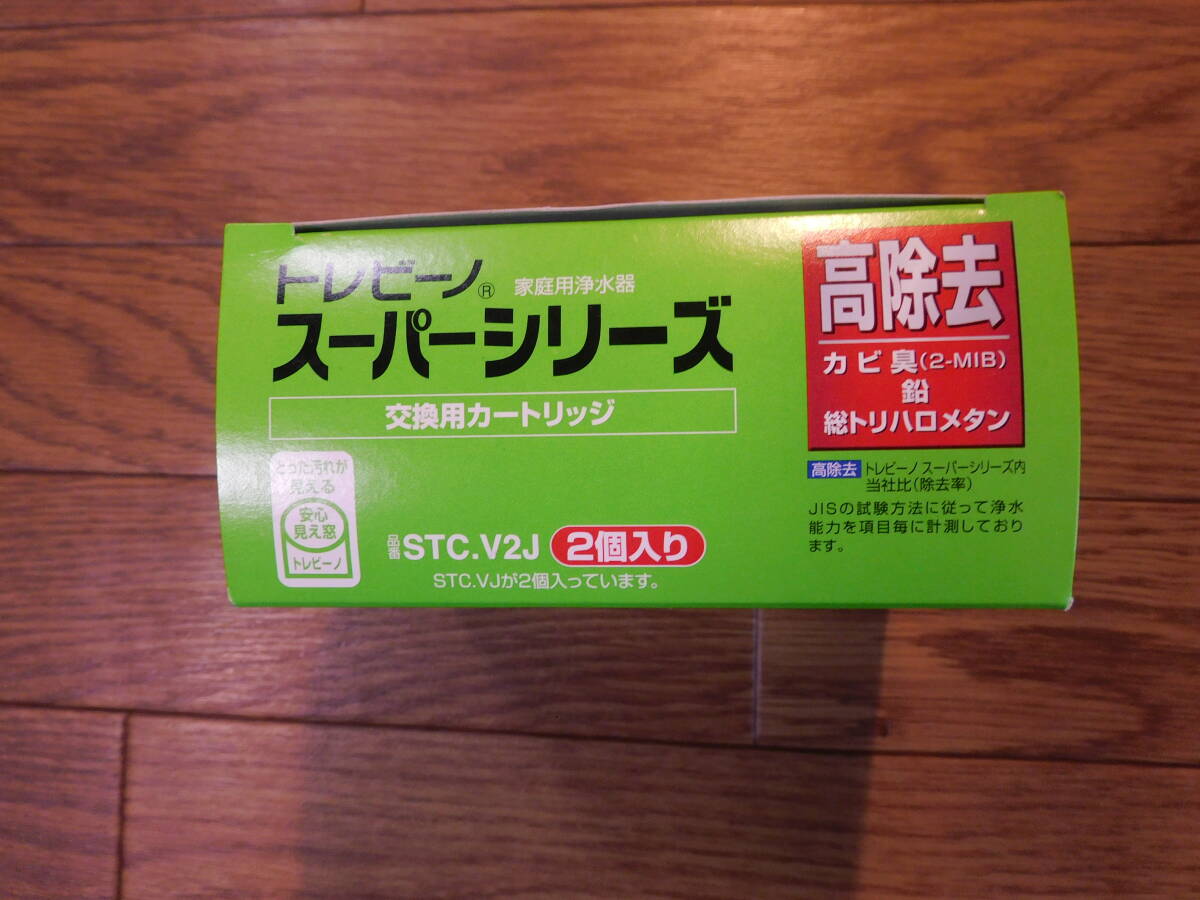 トレビーノ® 家庭用浄水器
スーパーシリーズ
交換用カートリッジ
とった汚れが
見える
安心
見え窓
トレビーノ
品番 STC.V2J 2個入り
STC.VJが2個入っています。
高除去
カビ臭(2-MIB)
鉛
総トリハロメタン
高除去 トレビーノ スーパーシリーズ内
当社比(除去率)
JISの試験方法に従って浄水
能力を項目毎に計測しており
ます。